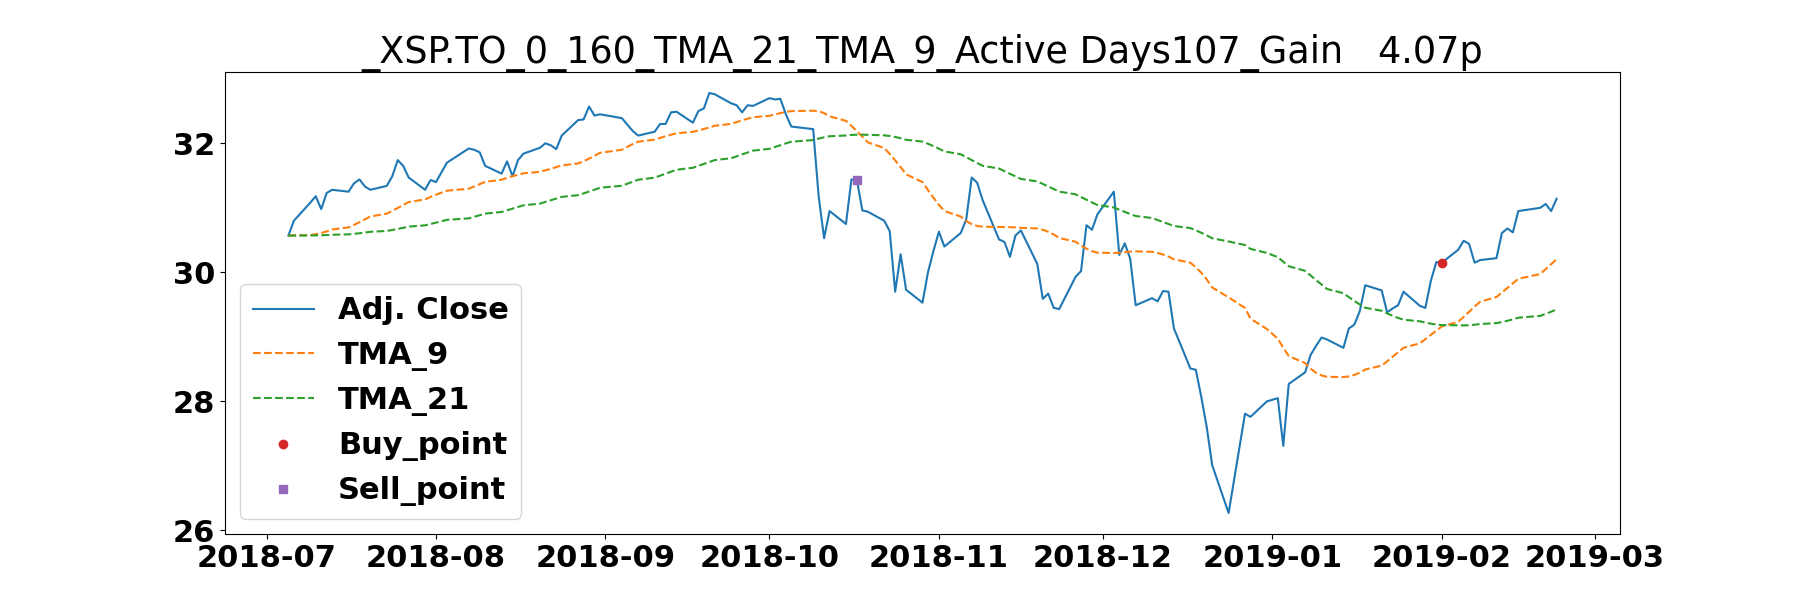 _XSP.TO_0_160_TMA_21_TMA_9_Active Days107_Gain   4.07p
32
30
28
26
Adj. Close
TMA_9
TMA_21
Buy_point
Sell_point
2018-07 2018-08 2018-09 2018-10 2018-11 2018-12 2019-01 2019-02 2019-03